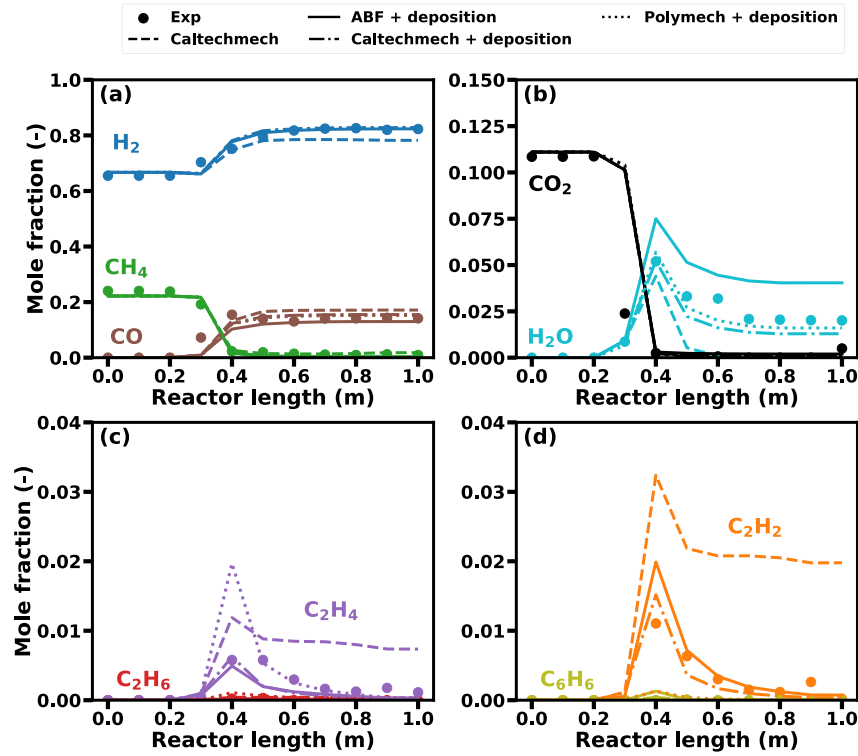 Exp
ABF + deposition
Polymech + deposition
Caltechmech
Caltechmech + deposition
(a)
H2
CH4
CO
1.0
0.8
0.6
0.4
0.2
0.0
Mole fraction (-)
0.0 0.2 0.4 0.6 0.8 1.0
Reactor length (m)
(b)
CO2
H2O
0.150
0.125
0.100
0.075
0.050
0.025
0.000
0.0 0.2 0.4 0.6 0.8 1.0
Reactor length (m)
(c)
C2H4
C2H6
0.04
0.03
0.02
0.01
0.00
Mole fraction (-)
0.0 0.2 0.4 0.6 0.8 1.0
Reactor length (m)
(d)
C2H2
C6H6
0.04
0.03
0.02
0.01
0.00
0.0 0.2 0.4 0.6 0.8 1.0
Reactor length (m)